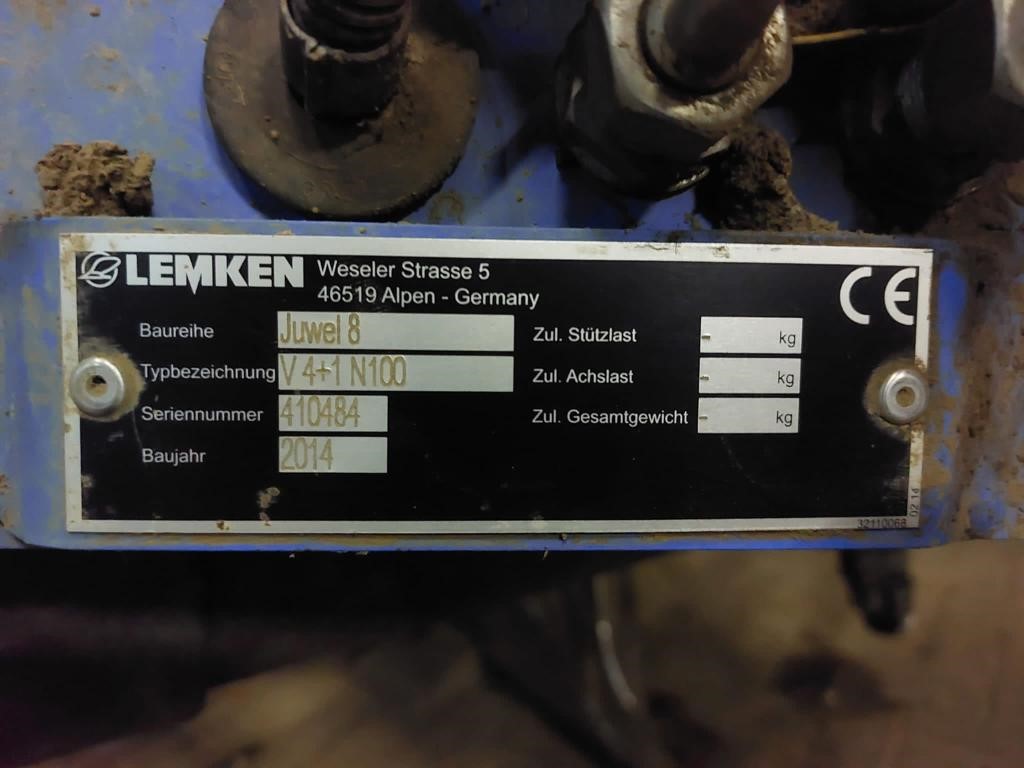 LEMKEN Weseler Strasse 5
46519 Alpen - Germany
CE
Baureihe Juwel 8
Zul. Stützlast - kg
Typbezeichnung V 4+1 N100
Zul. Achslast - kg
Seriennummer 410484
Zul. Gesamtgewicht - kg
Baujahr 2014
32110068
02 14